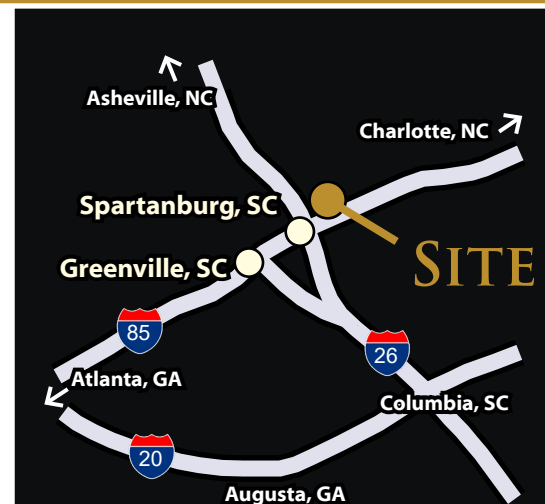 Asheville, NC
Charlotte, NC
Spartanburg, SC
SITE
Greenville, SC
85
26
Atlanta, GA
Columbia, SC
20
Augusta, GA